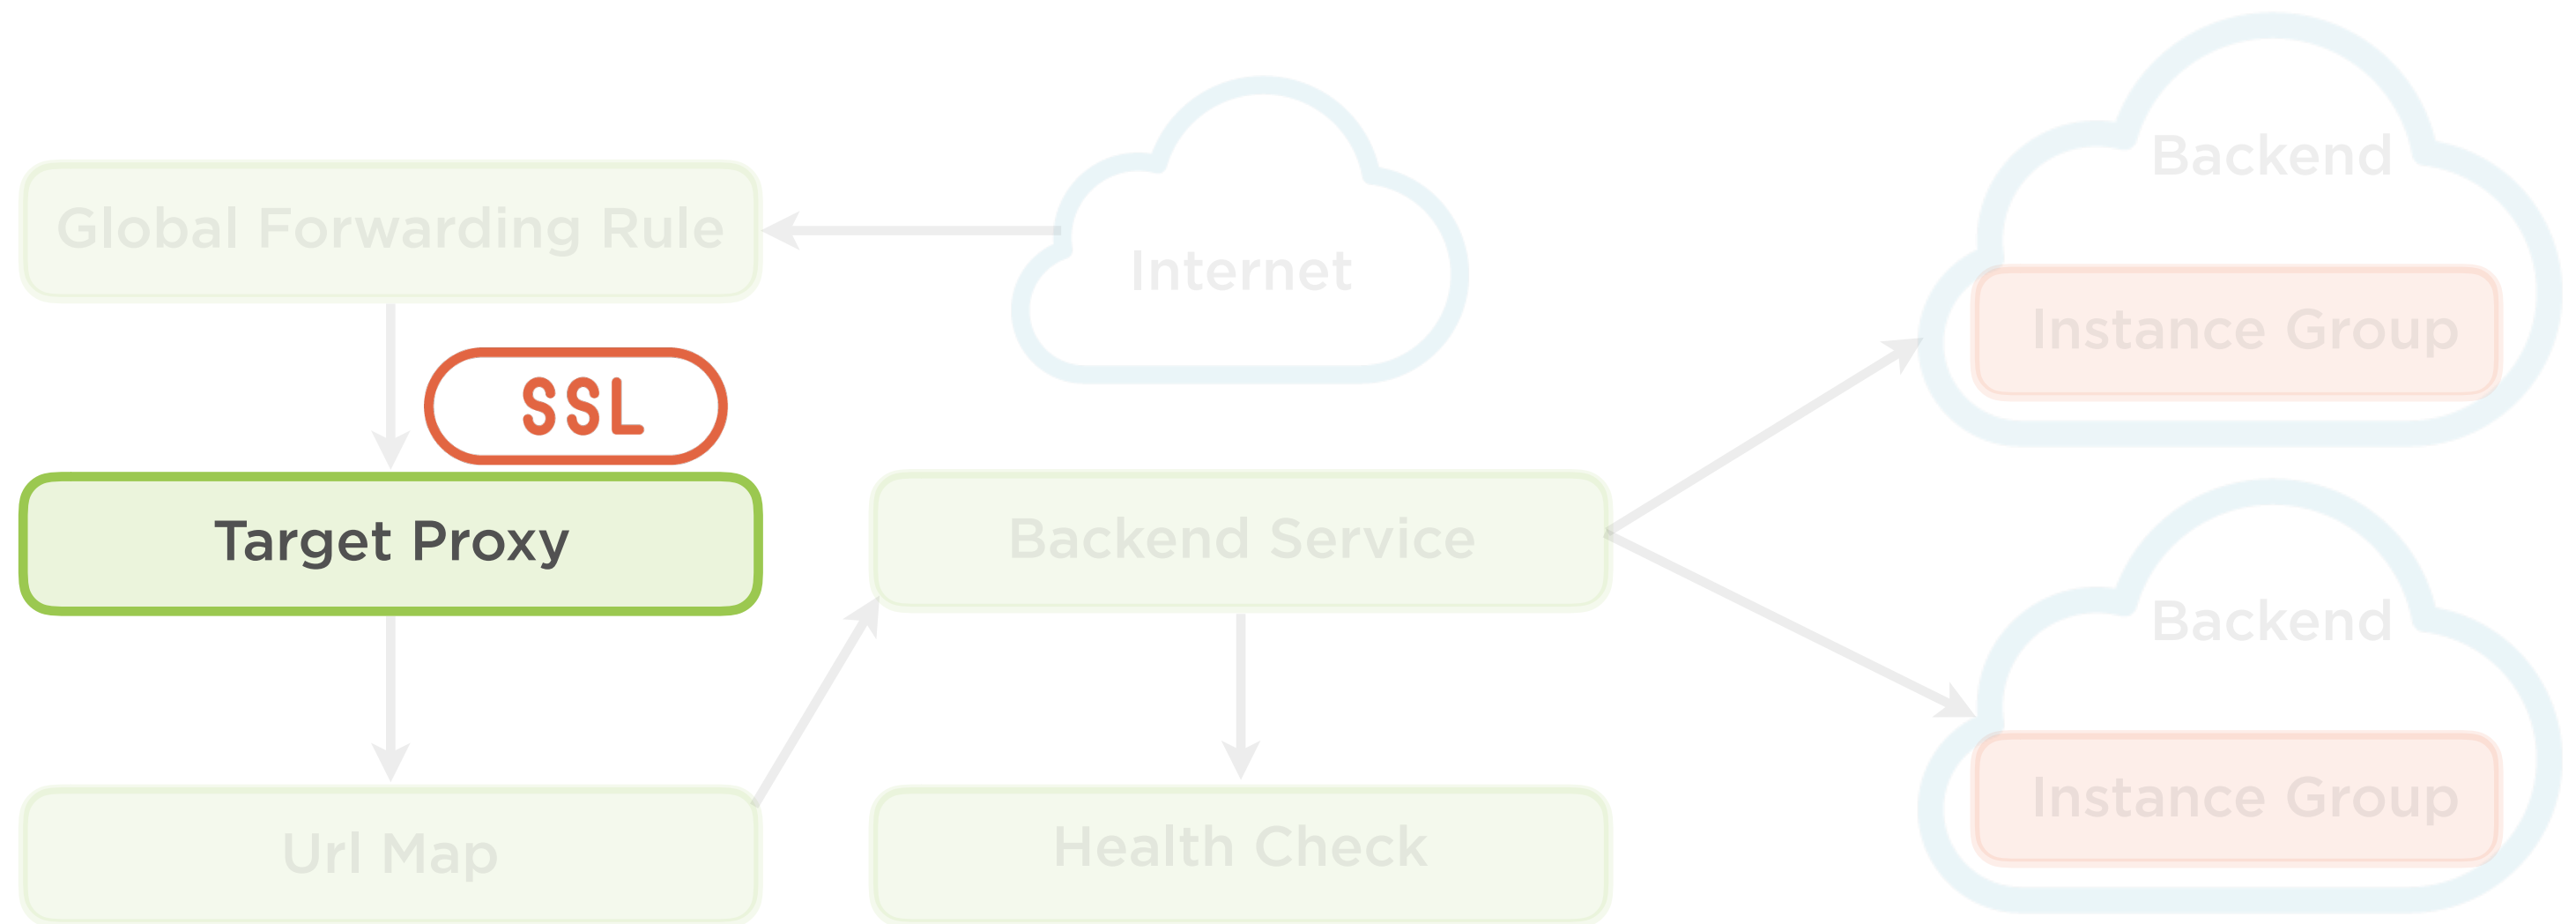 Backend
Global Forwarding Rule
Internet
Instance Group
SSL
Target Proxy
Backend Service
Backend
Url Map
Health Check
Instance Group